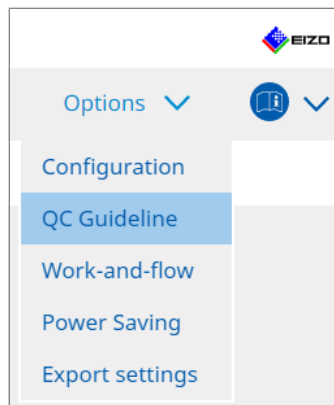 EIZO
Options
Configuration
QC Guideline
Work-and-flow
Power Saving
Export settings